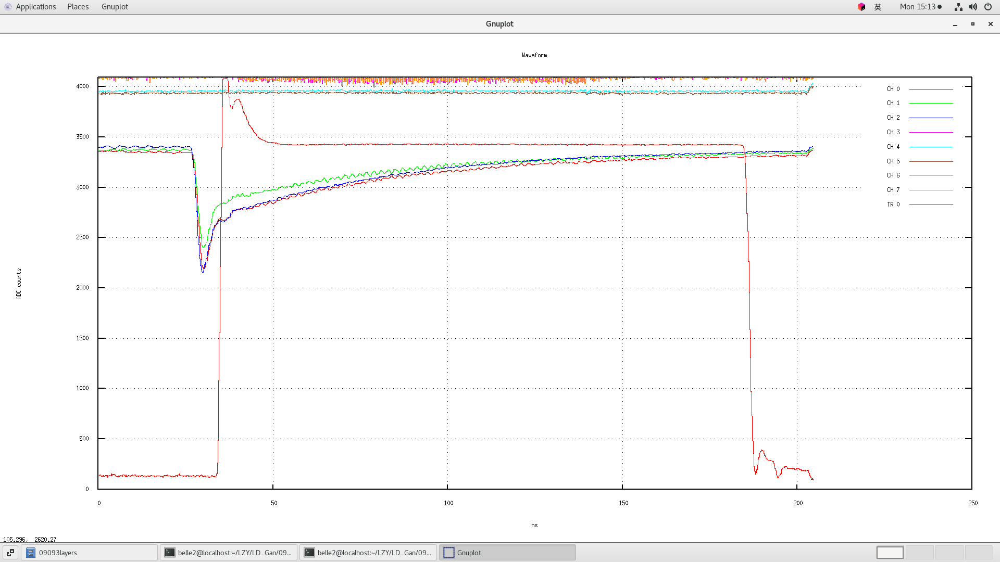 Applications Places Gnuplot 英 Mon 15:13
Gnuplot
Waveform
4000
3500
3000
2500
2000
1500
1000
500
0
ADC counts
CH 0
CH 1
CH 2
CH 3
CH 4
CH 5
CH 6
CH 7
TR 0
0 50 100 150 200 250
ns
105.296, 2620.27
09093layers belle2@localhost:~/LZY/LD_Gan/09... belle2@localhost:~/LZY/LD_Gan/09... Gnuplot